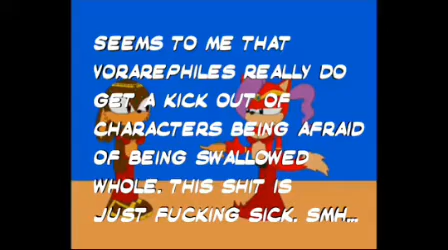 SEEMS TO ME THAT
VORAREPHILES REALLY DO
GET A KICK OUT OF
CHARACTERS BEING AFRAID
OF BEING SWALLOWED
WHOLE. THIS SHIT IS
JUST FUCKING SICK. SMH...